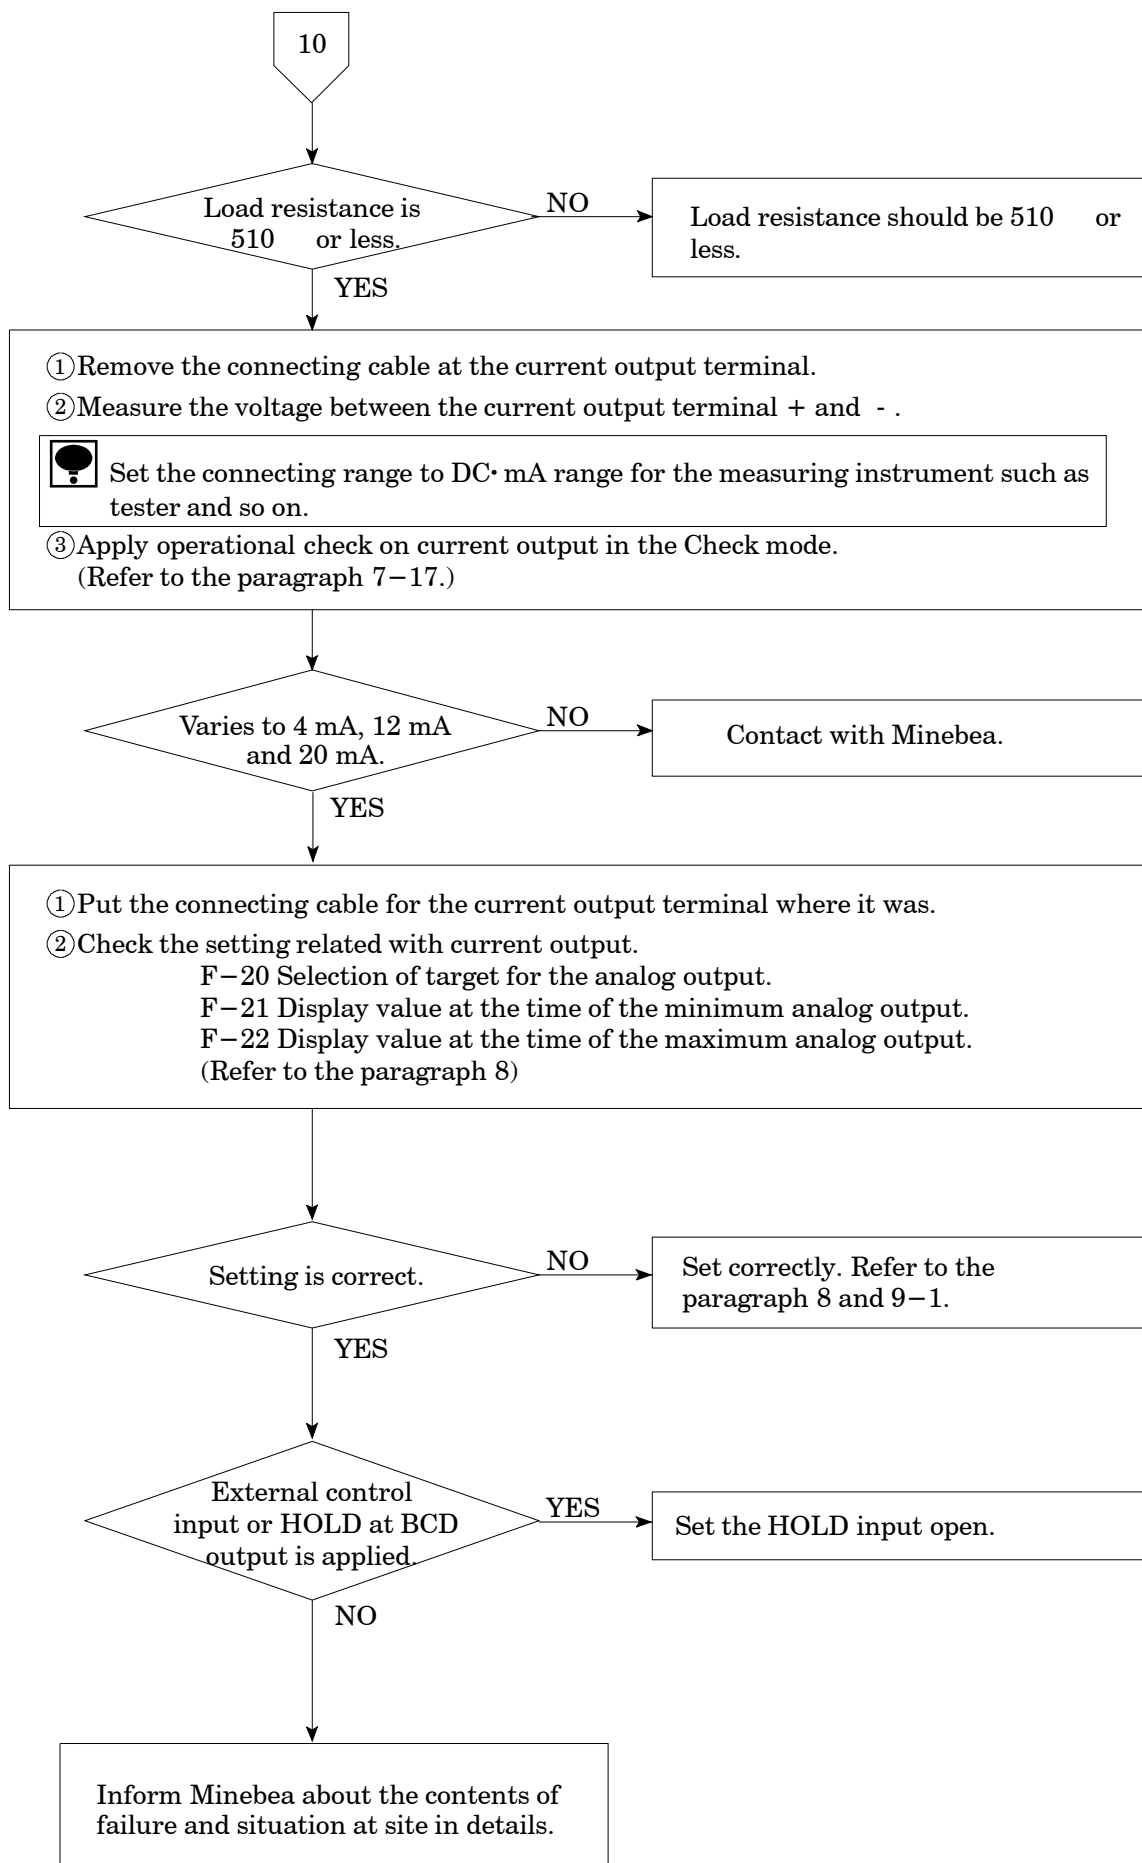 10
Load resistance is
510 or less.
NO
Load resistance should be 510 or
less.
YES
①Remove the connecting cable at the current output terminal.
②Measure the voltage between the current output terminal + and - .
Set the connecting range to DC· mA range for the measuring instrument such as
tester and so on.
③Apply operational check on current output in the Check mode.
(Refer to the paragraph 7−17.)
Varies to 4 mA, 12 mA
and 20 mA.
NO
Contact with Minebea.
YES
①Put the connecting cable for the current output terminal where it was.
②Check the setting related with current output.
F−20 Selection of target for the analog output.
F−21 Display value at the time of the minimum analog output.
F−22 Display value at the time of the maximum analog output.
(Refer to the paragraph 8)
Setting is correct.
NO
Set correctly. Refer to the
paragraph 8 and 9−1.
YES
External control
input or HOLD at BCD
output is applied.
YES
Set the HOLD input open.
NO
Inform Minebea about the contents of
failure and situation at site in details.